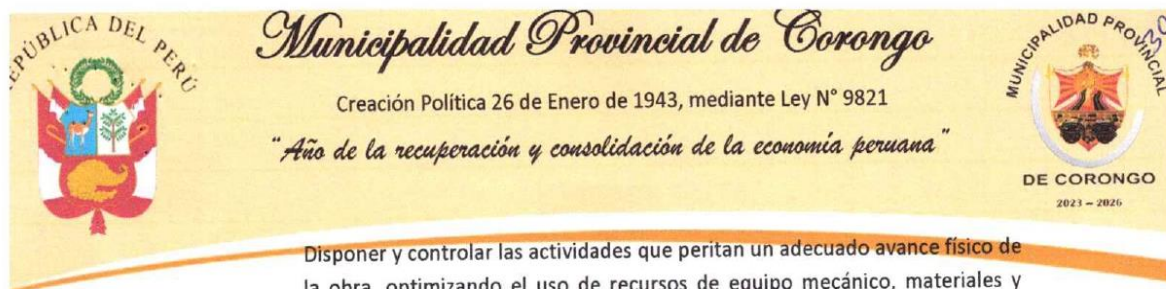 REPÚBLICA DEL PERÚ
Municipalidad Provincial de Corongo
Creación Política 26 de Enero de 1943, mediante Ley N° 9821
"Año de la recuperación y consolidación de la economía peruana"
MUNICIPALIDAD PROVINCIAL
DE CORONGO
2023 – 2026
Disponer y controlar las actividades que peritan un adecuado avance físico de
la obra, optimizando el uso de recursos de equipo mecánico, materiales y